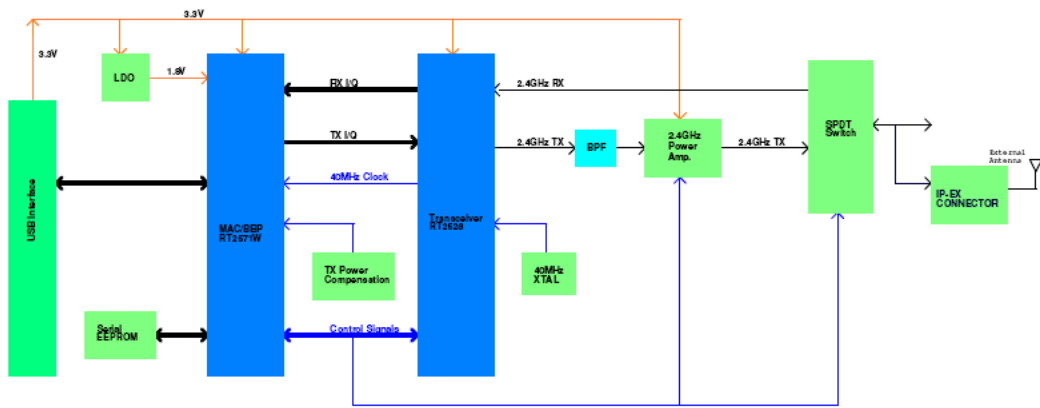 3.3V
3.3V
LDO
1.8V
RX I/Q
2.4GHz RX
SPDT
Switch
TX I/Q
2.4GHz TX
BPF
2.4GHz
Power
Amp.
2.4GHz TX
External
Antenna
40MHz Clock
USB Interface
IP-EX
CONNECTOR
MAC/BBP
RT2571W
Transceiver
RT2528
TX Power
Compensation
40MHz
XTAL
Serial
EEPROM
Control Signals